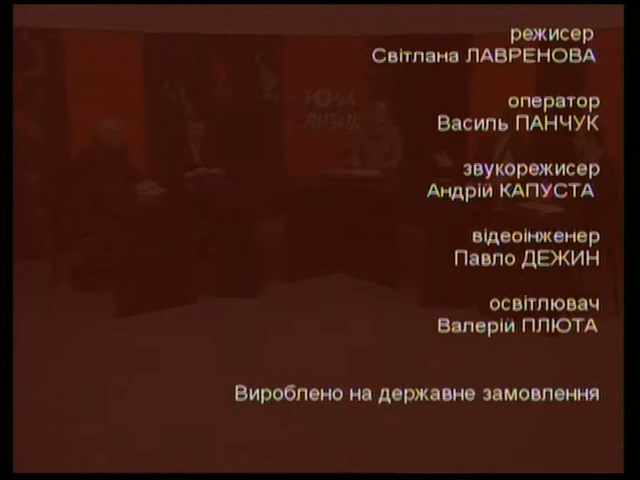 режисер
Світлана ЛАВРЕНОВА
оператор
Василь ПАНЧУК
звукорежисер
Андрій КАПУСТА
відеоінженер
Павло ДЕЖИН
освітлювач
Валерій ПЛЮТА
Вироблено на державне замовлення